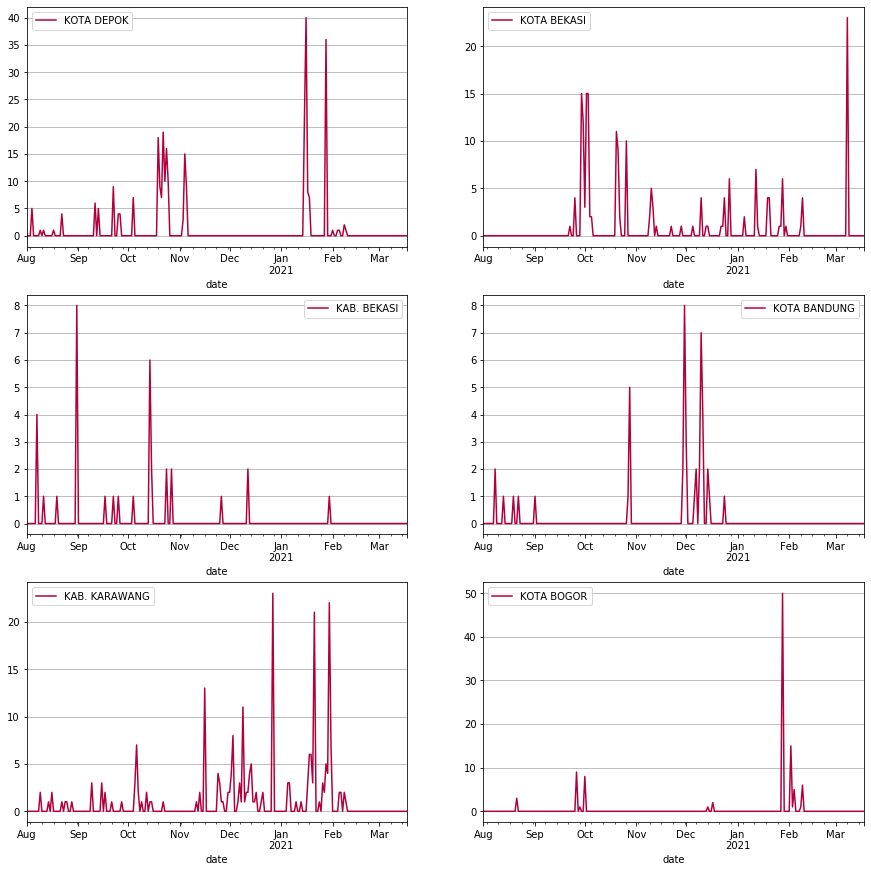 KOTA DEPOK
40
35
30
25
20
15
10
5
0
Aug Sep Oct Nov Dec Jan Feb Mar
2021
date
KOTA BEKASI
20
15
10
5
0
Aug Sep Oct Nov Dec Jan Feb Mar
2021
date
KAB. BEKASI
8
7
6
5
4
3
2
1
0
Aug Sep Oct Nov Dec Jan Feb Mar
2021
date
KOTA BANDUNG
8
7
6
5
4
3
2
1
0
Aug Sep Oct Nov Dec Jan Feb Mar
2021
date
KAB. KARAWANG
20
15
10
5
0
Aug Sep Oct Nov Dec Jan Feb Mar
2021
date
KOTA BOGOR
50
40
30
20
10
0
Aug Sep Oct Nov Dec Jan Feb Mar
2021
date